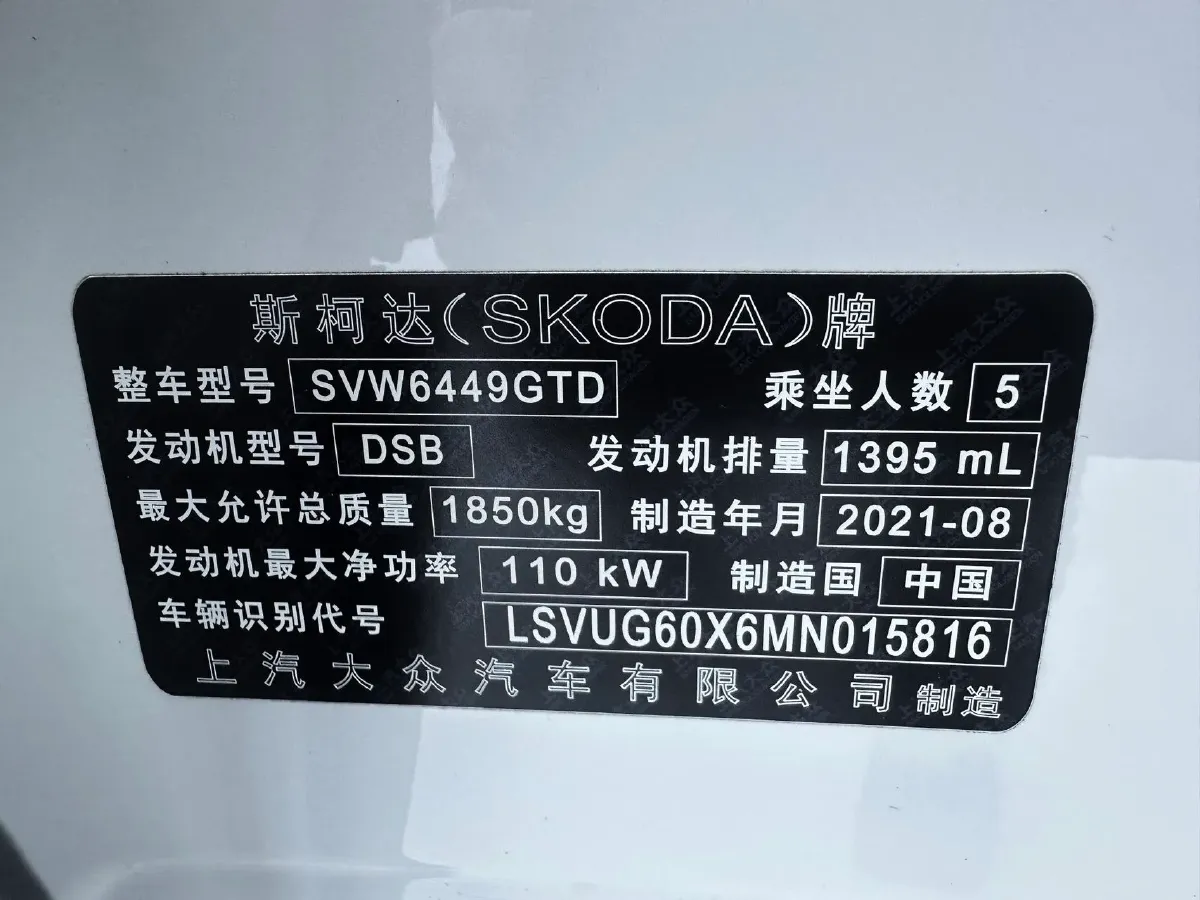 斯柯达(SKODA)牌
整车型号 SVW6449GTD 乘坐人数 5
发动机型号 DSB 发动机排量 1395 mL
最大允许总质量 1850kg 制造年月 2021-08
发动机最大净功率 110 kW 制造国 中国
车辆识别代号 LSVUG60X6MN015816
上汽大众汽车有限公司制造